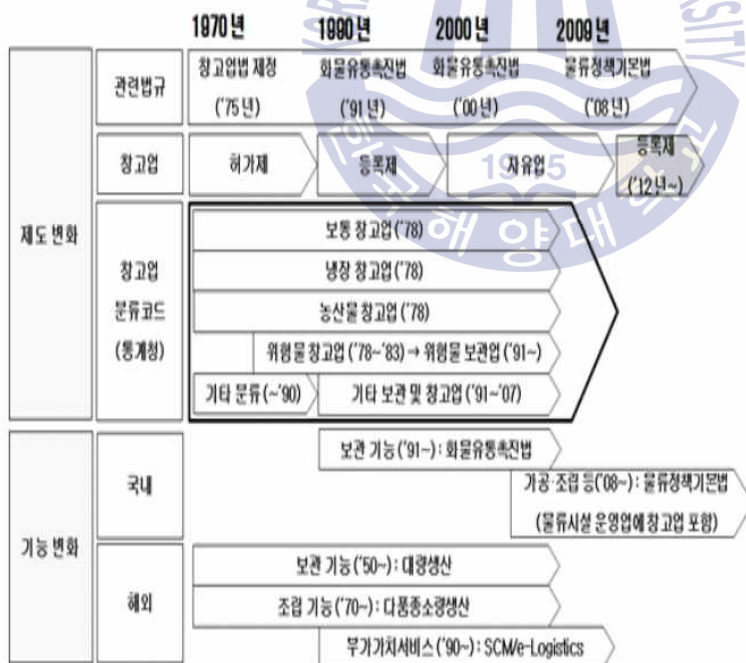 1970년 1990년 2000년 2009년
제도 변화
관련법규
창고업법 제정 화물유통촉진법 화물유통촉진법 물류정책기본법
('75년) ('91년) ('00년) ('08년)
창고업
허가제 등록제 자유업 등록제
('12년~)
창고업
분류코드
(통계청)
보통 창고업('78)
냉장 창고업('78)
농산물 창고업('78)
위험물 창고업('78~'83) → 위험물 보관업('91~)
기타 분류(~'90) 기타 보관 및 창고업('91~'07)
기능 변화
국내
보관 기능('91~) : 화물유통촉진법
가공·조립 등('08~) : 물류정책기본법
(물류시설 운영업에 창고업 포함)
해외
보관 기능('50~) : 대량생산
조립 기능('70~) : 다품종소량생산
부가가치서비스('90~) : SCM/e-Logistics
1945
해양대